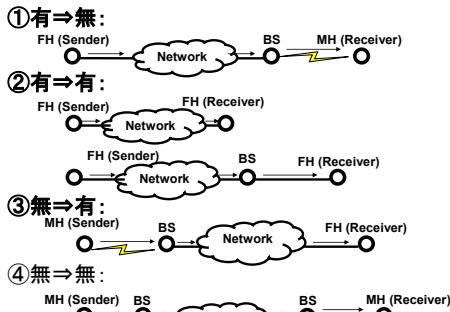 ①有⇒無:
FH (Sender) BS MH (Receiver)
Network
②有⇒有:
FH (Sender) FH (Receiver)
Network
FH (Sender) BS FH (Receiver)
Network
③無⇒有:
MH (Sender) BS FH (Receiver)
Network
④無⇒無:
MH (Sender) BS BS MH (Receiver)